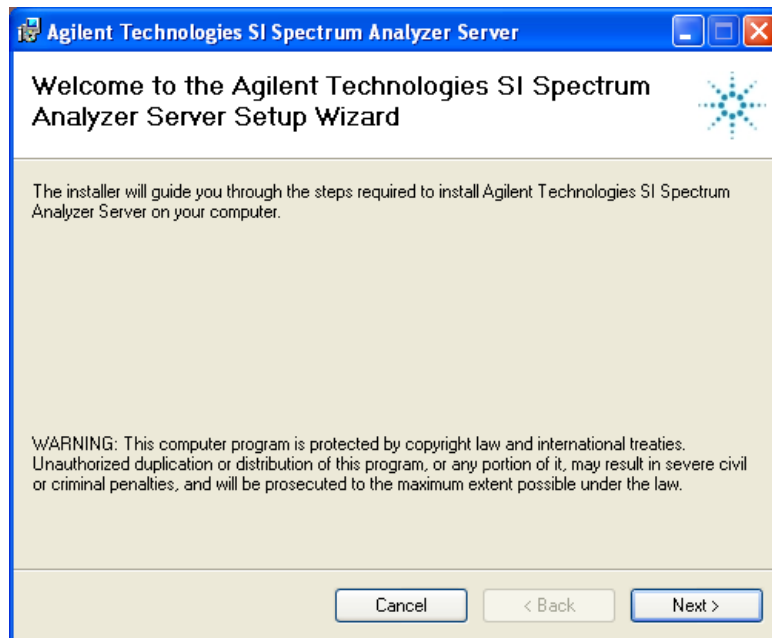 Agilent Technologies SI Spectrum Analyzer Server
Welcome to the Agilent Technologies SI Spectrum
Analyzer Server Setup Wizard
The installer will guide you through the steps required to install Agilent Technologies SI Spectrum
Analyzer Server on your computer.
WARNING: This computer program is protected by copyright law and international treaties.
Unauthorized duplication or distribution of this program, or any portion of it, may result in severe civil
or criminal penalties, and will be prosecuted to the maximum extent possible under the law.
Cancel < Back Next >